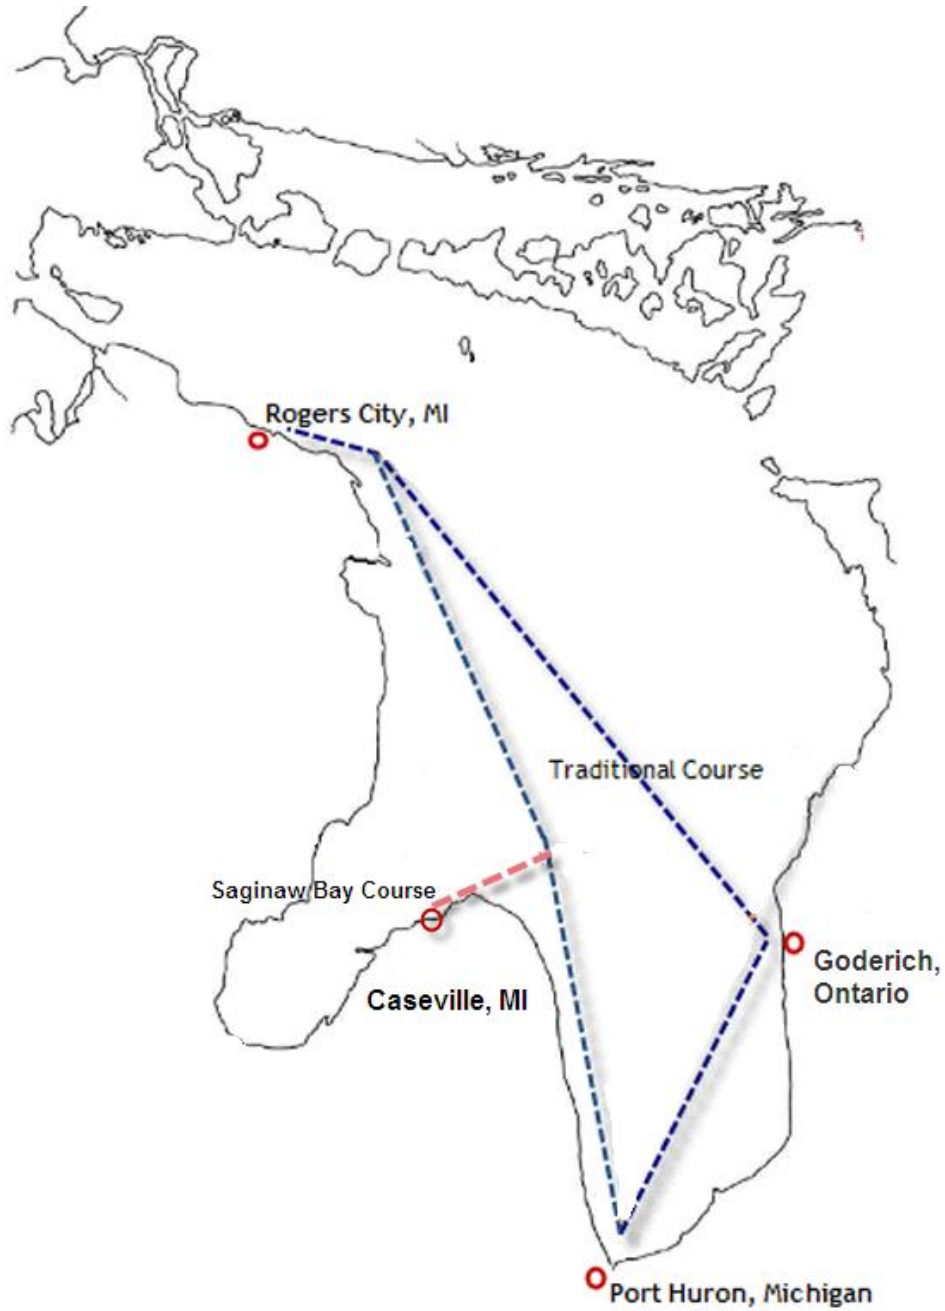 Rogers City, MI
Traditional Course
Saginaw Bay Course
Goderich,
Ontario
Caseville, MI
Port Huron, Michigan